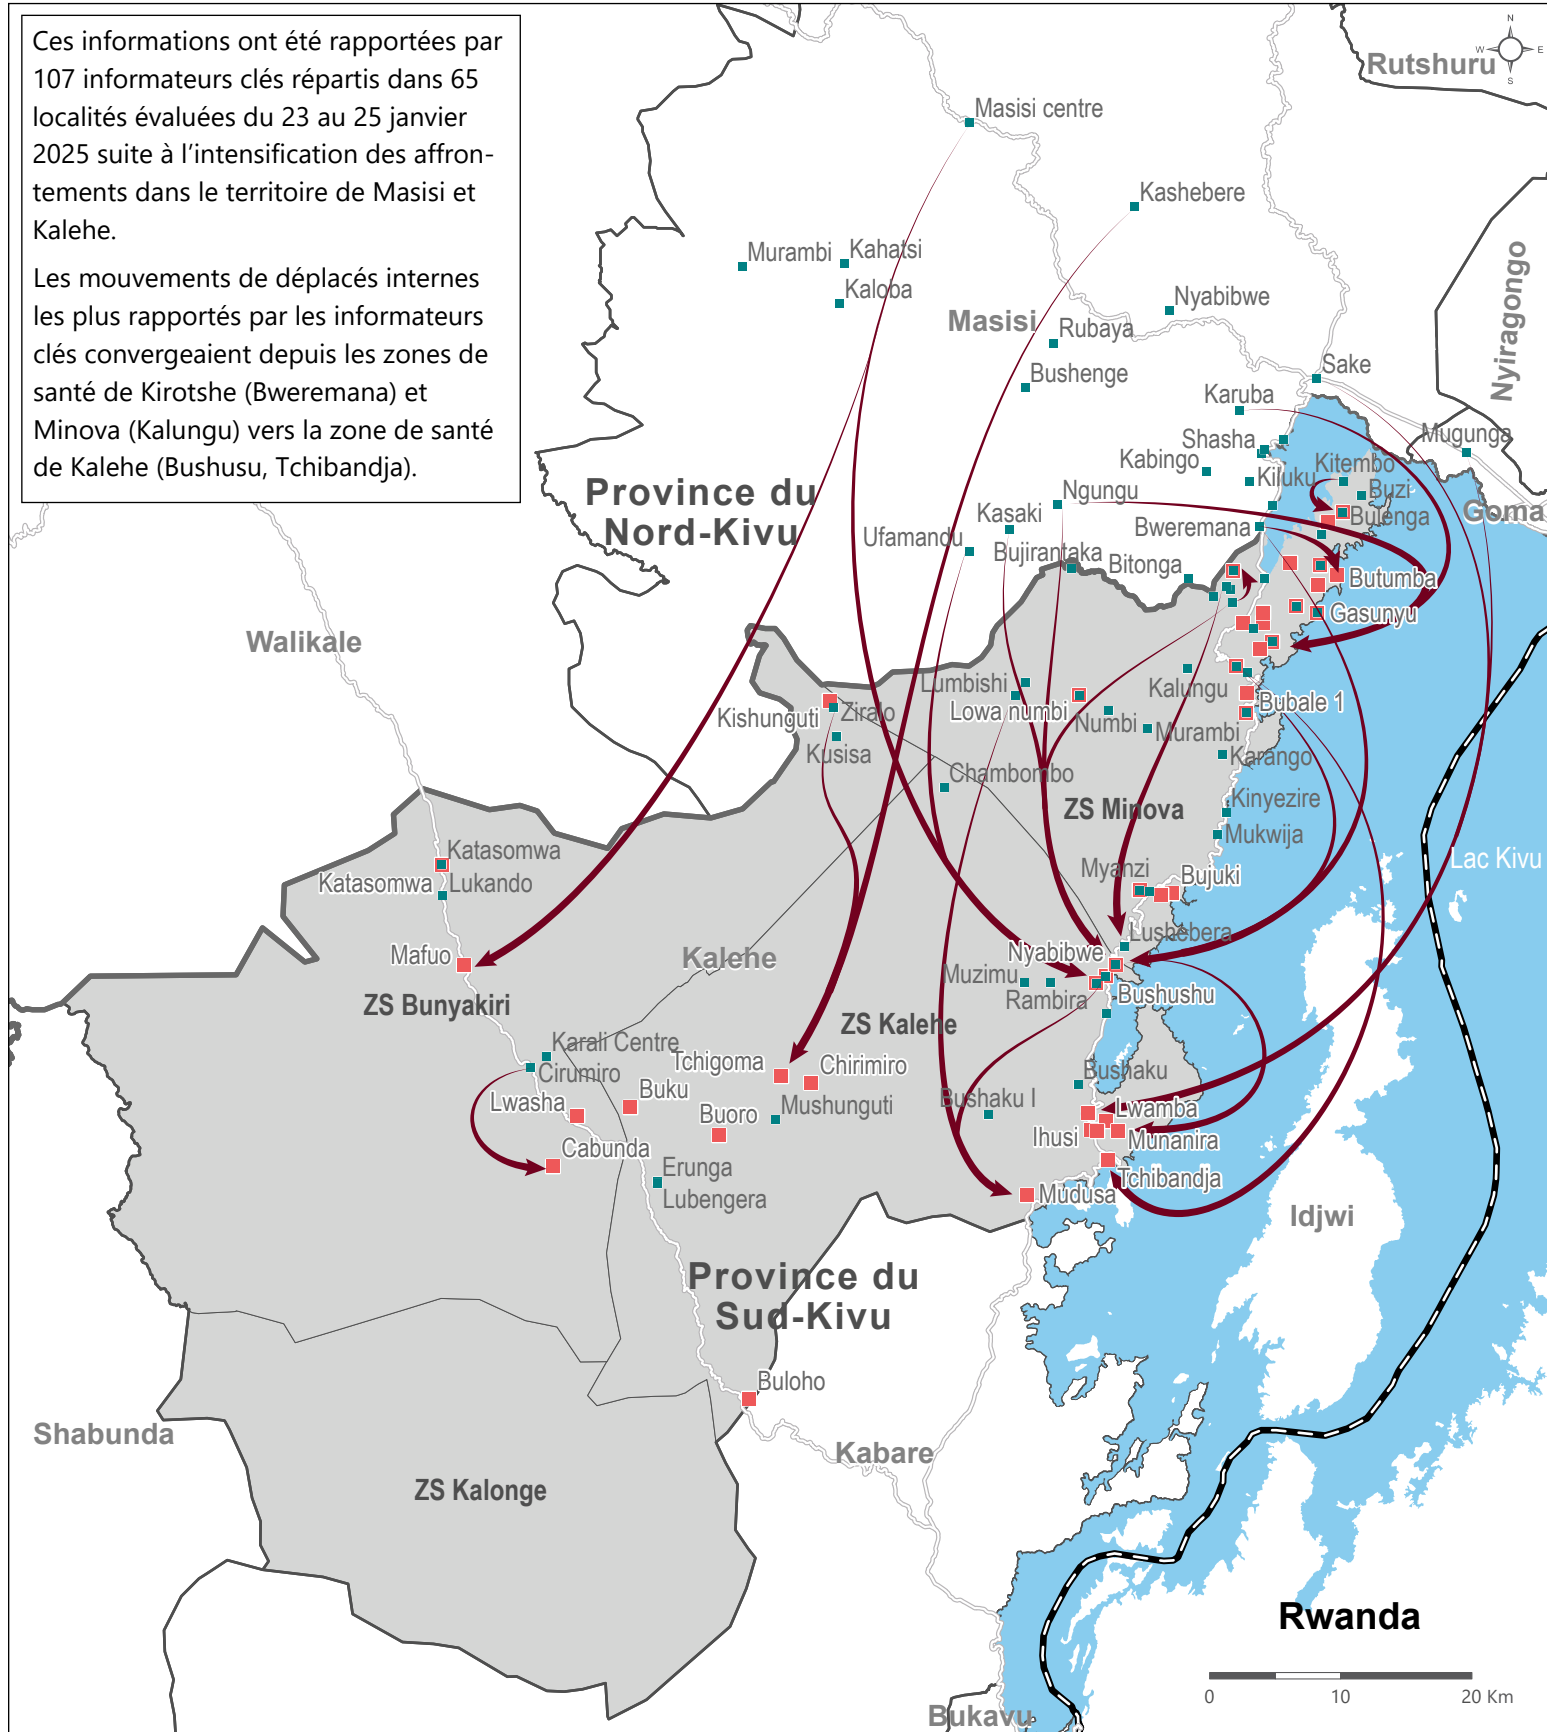 Ces informations ont été rapportées par
107 informateurs clés répartis dans 65
localités évaluées du 23 au 25 janvier
2025 suite à l'intensification des affron-
tements dans le territoire de Masisi et
Kalehe.
Les mouvements de déplacés internes
les plus rapportés par les informateurs
clés convergeaient depuis les zones de
santé de Kirotshe (Bweremana) et
Minova (Kalungu) vers la zone de santé
de Kalehe (Bushusu, Tchibandja).
N
W
E
S
Rutshuru
Masisi centre
Kashebere
Murambi
Kahatsi
Kaloba
Nyabibwe
Masisi
Rubaya
Bushenge
Nyiragongo
Sake
Karuba
Shasha
Mugunga
Kabingo
Kiluku
Kitembo
Buzi
Province du
Nord-Kivu
Ngungu
Kasaki
Bulenga
Goma
Ufamandu
Bujirantaka
Bweremana
Bitonga
Butumba
Gasunyu
Walikale
Lumbishi
Lowa numbi
Kalungu
Bubale 1
Kishunguti
Ziralo
Numbi
Murambi
Kusisa
Karango
Chambombo
Kinyezire
ZS Minova
Mukwija
Katasomwa
Katasomwa
Lukando
Myanzi
Bujuki
Lac Kivu
Mafuo
Kalehe
Nyabibwe
Lushebera
Muzimu
Rambira
Bushushu
ZS Bunyakiri
ZS Kalehe
Karali Centre
Cirumiro
Tchigoma
Chirimiro
Bushaku
Lwasha
Buku
Buoro
Mushunguti
Bushaku I
Lwamba
Ihusi
Munanira
Cabunda
Erunga
Lubengera
Mudusa
Tchibandja
Idjwi
Province du
Sud-Kivu
Buloho
Shabunda
Kabare
ZS Kalonge
Rwanda
0
10
20 Km
Bukavu